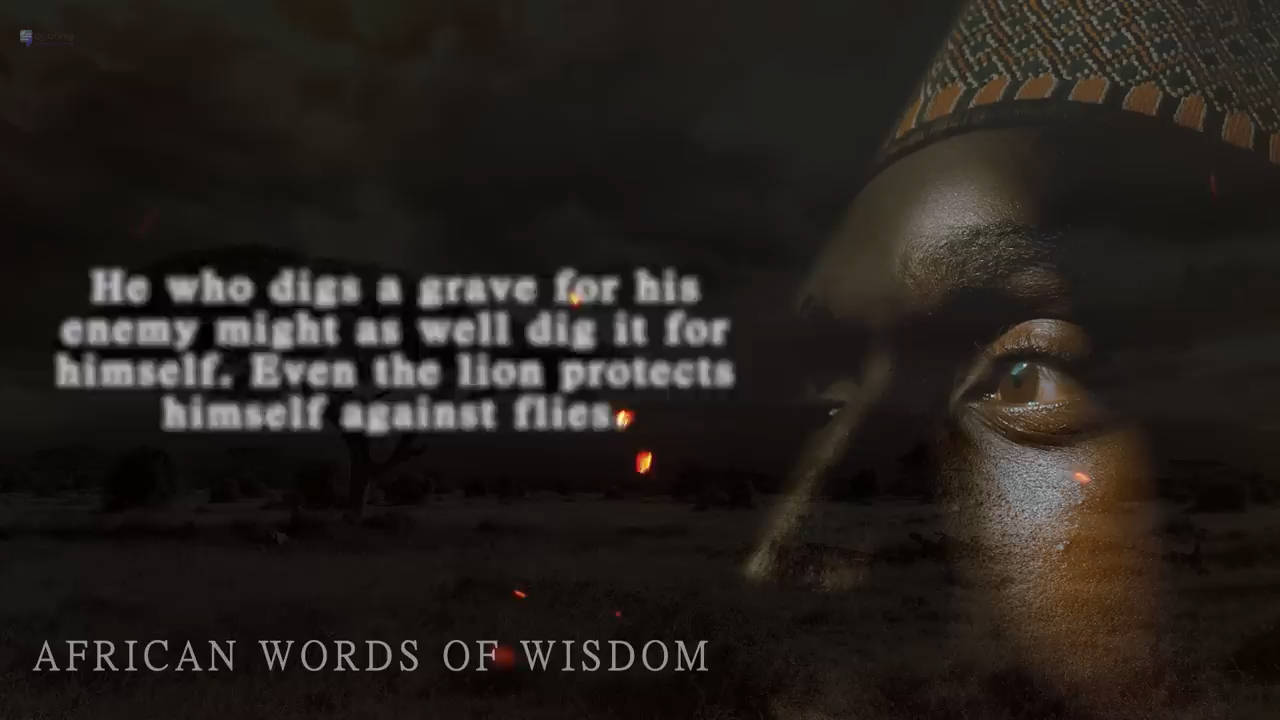 He who digs a grave for his
enemy might as well dig it for
himself. Even the lion protects
himself against flies.
AFRICAN WORDS OF WISDOM